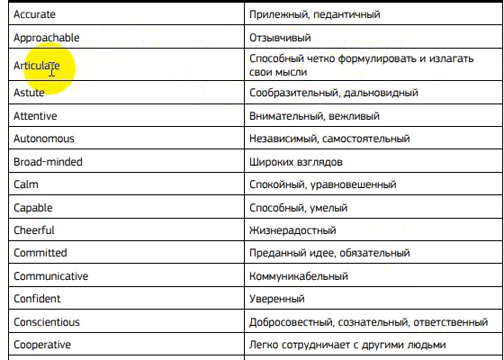 Accurate Прилежный, педантичный
Approachable Отзывчивый
Articulate Способный четко формулировать и излагать
свои мысли
Astute Сообразительный, дальновидный
Attentive Внимательный, вежливый
Autonomous Независимый, самостоятельный
Broad-minded Широких взглядов
Calm Спокойный, уравновешенный
Capable Способный, умелый
Cheerful Жизнерадостный
Committed Преданный идее, обязательный
Communicative Коммуникабельный
Confident Уверенный
Conscientious Добросовестный, сознательный, ответственный
Cooperative Легко сотрудничает с другими людьми